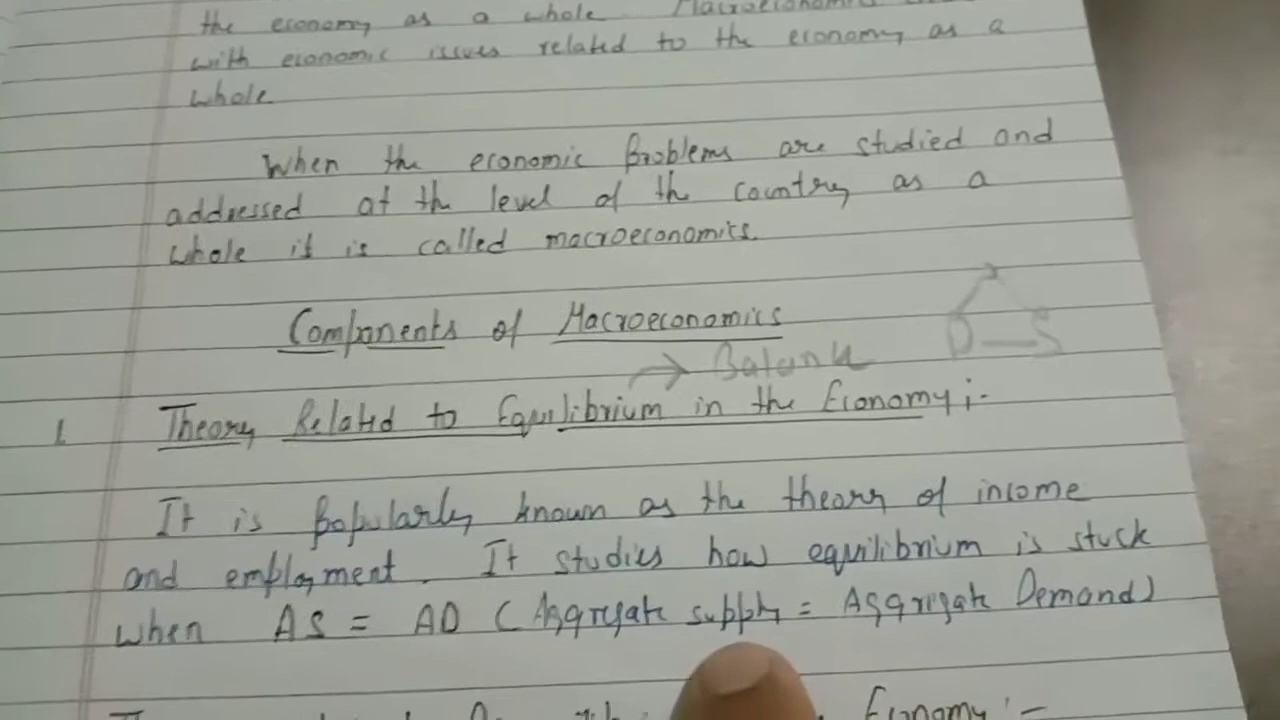 the economy as a whole. Macroeconomics
with economic issues related to the economy as a
whole
When the economic problems are studied and
addressed at the level of the country as a
whole it is called macroeconomics.
Components of Macroeconomics
D — S
→ Balance
1 Theory Related to Equilibrium in the Economy ;-
It is popularly known as the theory of income
and employment. It studies how equilibrium is stuck
when AS = AD (Aggregate supply = Aggregate Demand)
Economy :-